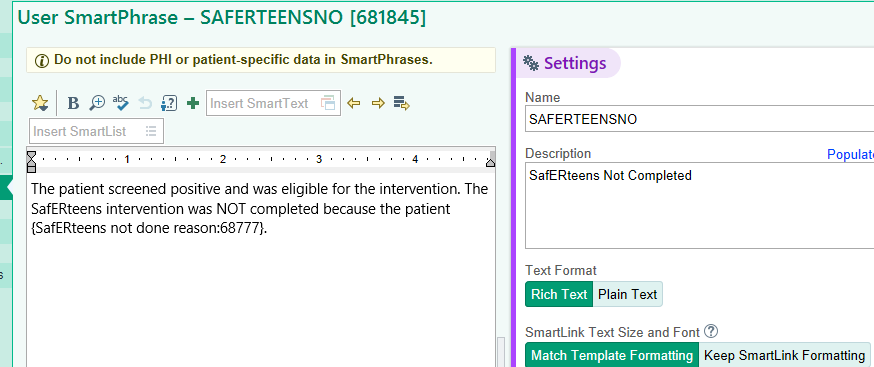 User SmartPhrase – SAFERTEENSNO [681845]
Do not include PHI or patient-specific data in SmartPhrases.
B abc Insert SmartText
Insert SmartList
1 2 3 4
The patient screened positive and was eligible for the intervention. The
SafERteens intervention was NOT completed because the patient
{SafERteens not done reason:68777}.
Settings
Name
SAFERTEENSNO
Description Populate
SafERteens Not Completed
Text Format
Rich Text Plain Text
SmartLink Text Size and Font ?
Match Template Formatting Keep SmartLink Formatting
s